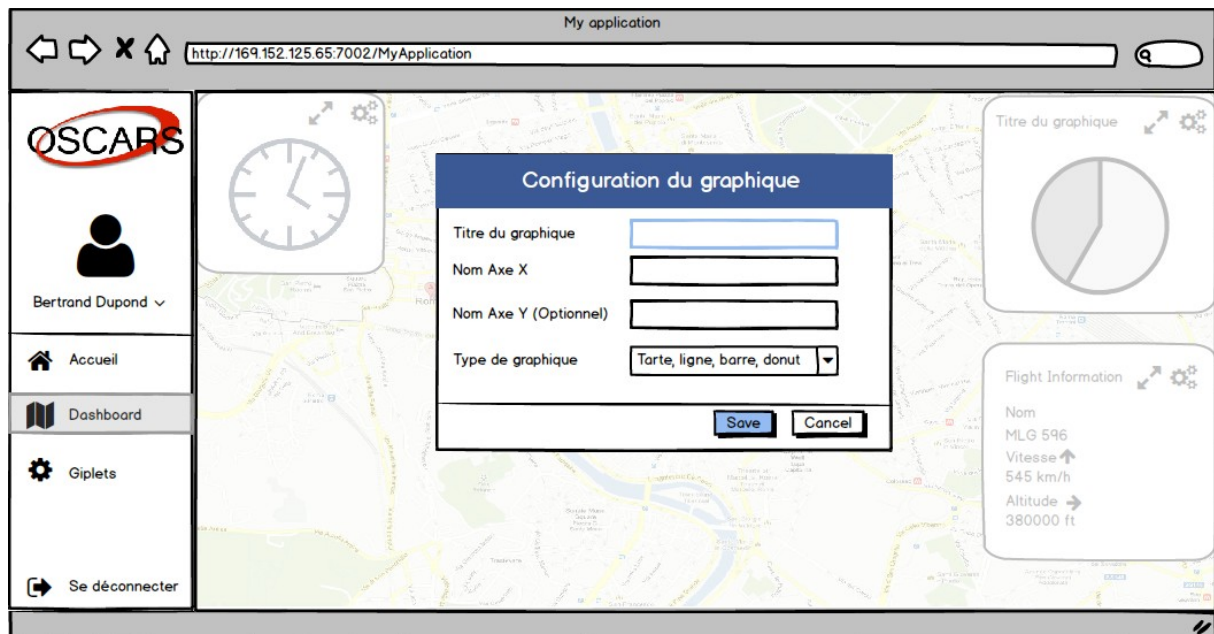 My application
http://169.152.125.65:7002/MyApplication
OSCARS
Bertrand Dupond
Accueil
Dashboard
Giplets
Se déconnecter
Configuration du graphique
Titre du graphique
Nom Axe X
Nom Axe Y (Optionnel)
Type de graphique
Tarte, ligne, barre, donut
Save
Cancel
Titre du graphique
Flight Information
Nom
MLG 596
Vitesse
545 km/h
Altitude
380000 ft